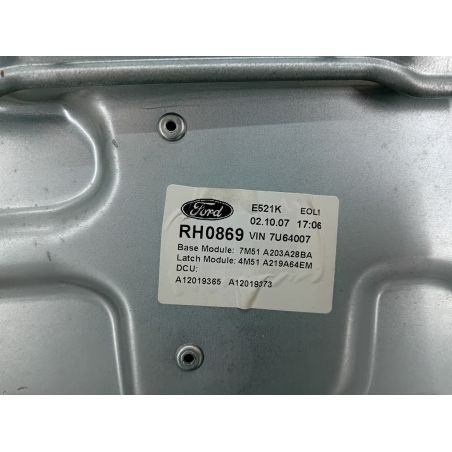 Ford E521K EOL1
02.10.07 17:06
RH0869 VIN 7U64007
Base Module: 7M51 A203A28BA
Latch Module: 4M51 A219A64EM
DCU:
A12019365 A12019373